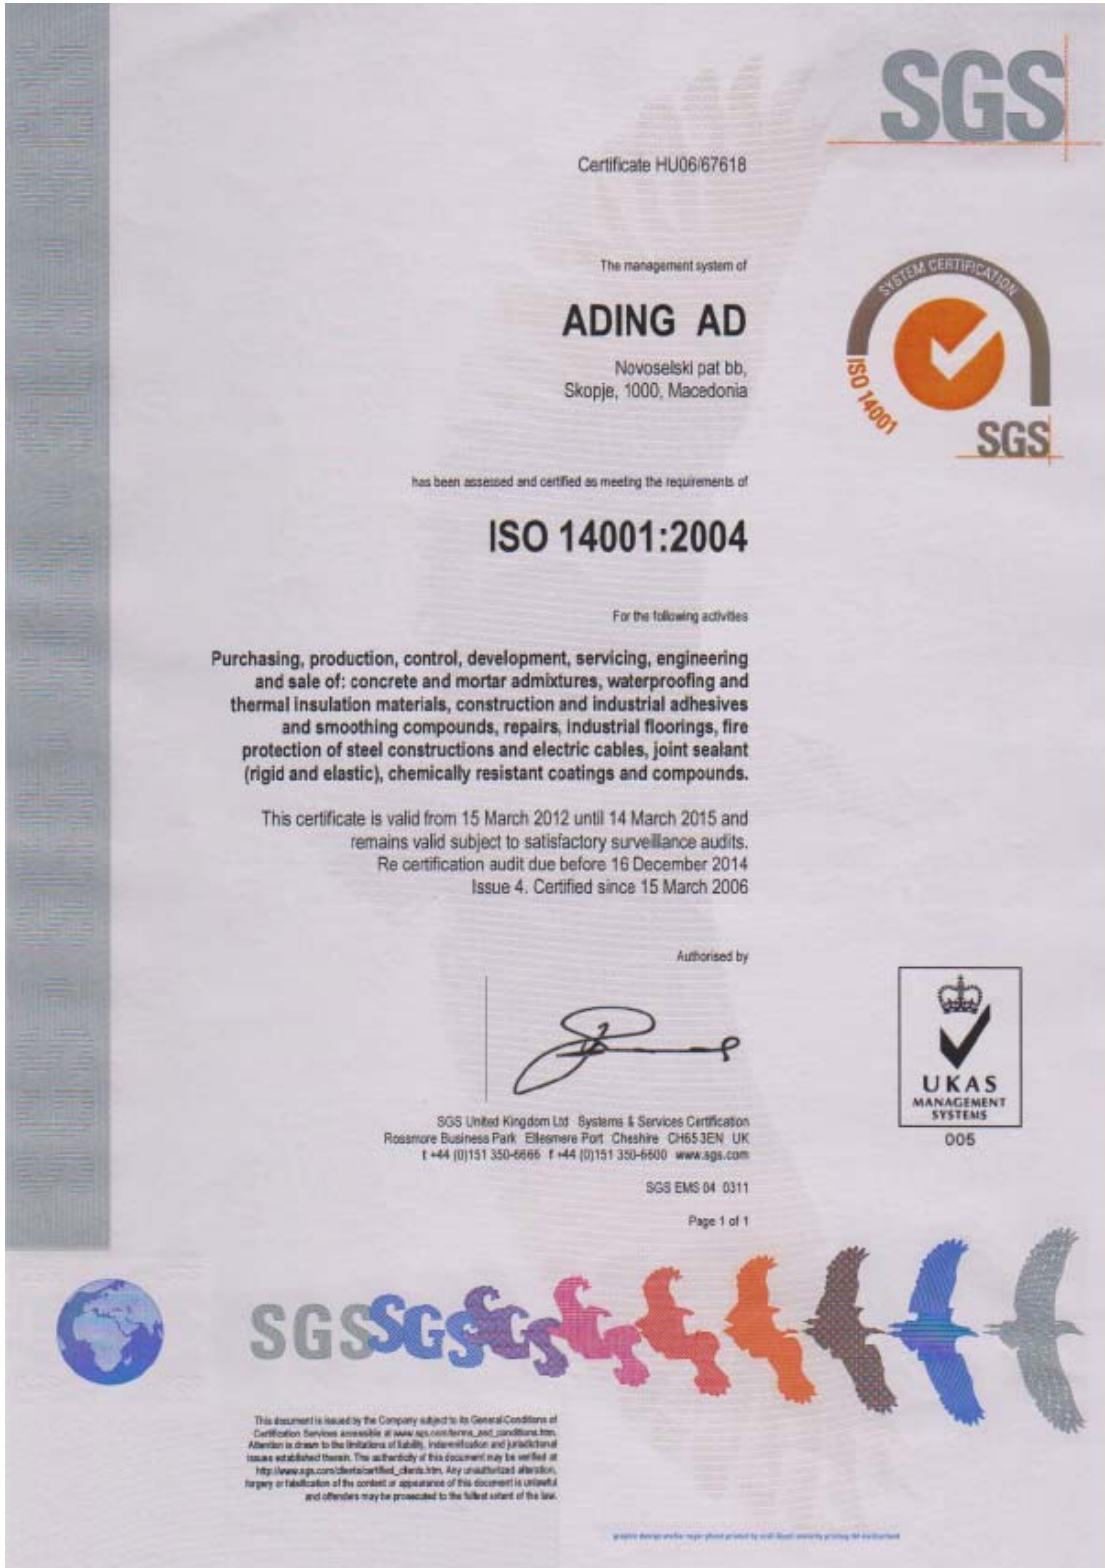 SGS
Certificate HU06/67618
The management system of
ADING AD
Novoselski pat bb,
Skopje, 1000, Macedonia
SYSTEM CERTIFICATION
ISO 14001
SGS
has been assessed and certified as meeting the requirements of
ISO 14001:2004
For the following activities
Purchasing, production, control, development, servicing, engineering
and sale of: concrete and mortar admixtures, waterproofing and
thermal insulation materials, construction and industrial adhesives
and smoothing compounds, repairs, industrial floorings, fire
protection of steel constructions and electric cables, joint sealant
(rigid and elastic), chemically resistant coatings and compounds.
This certificate is valid from 15 March 2012 until 14 March 2015 and
remains valid subject to satisfactory surveillance audits.
Re certification audit due before 16 December 2014
Issue 4. Certified since 15 March 2006
Authorised by
UKAS
MANAGEMENT
SYSTEMS
005
SGS United Kingdom Ltd Systems & Services Certification
Rossmore Business Park Ellesmere Port Cheshire CH65 3EN UK
t +44 (0)151 350-6666 f +44 (0)151 350-6600 www.sgs.com
SGS EMS 04 0311
Page 1 of 1
SGSSGSSGS
This document is issued by the Company subject to its General Conditions of
Certification Services accessible at www.sgs.com/terms_and_conditions.htm.
Attention is drawn to the limitations of liability, indemnification and jurisdictional
issues established therein. The authenticity of this document may be verified at
http://www.sgs.com/clients/certified_clients.htm. Any unauthorized alteration,
forgery or falsification of the content or appearance of this document is unlawful
and offenders may be prosecuted to the fullest extent of the law.